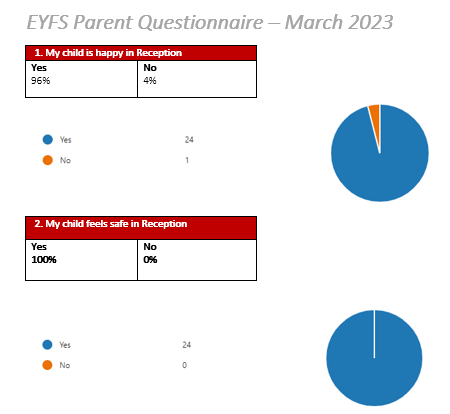 EYFS Parent Questionnaire – March 2023
1. My child is happy in Reception
Yes No
96% 4%
Yes 24
No 1
2. My child feels safe in Reception
Yes No
100% 0%
Yes 24
No 0